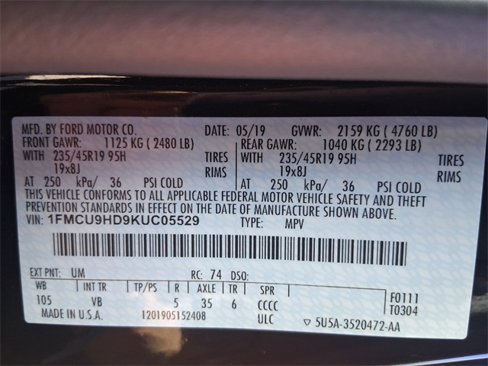 MFD. BY FORD MOTOR CO. DATE: 05/19 GVWR: 2159 KG ( 4760 LB)
FRONT GAWR: 1125 KG ( 2480 LB) REAR GAWR: 1040 KG ( 2293 LB)
WITH 235/45R19 95H TIRES WITH 235/45R19 95H TIRES
19x8J RIMS 19x8J RIMS
AT 250 kPa/ 36 PSI COLD AT 250 kPa/ 36 PSI COLD
THIS VEHICLE CONFORMS TO ALL APPLICABLE FEDERAL MOTOR VEHICLE SAFETY AND THEFT
PREVENTION STANDARDS IN EFFECT ON THE DATE OF MANUFACTURE SHOWN ABOVE.
VIN: 1FMCU9HD9KUC05529 TYPE: MPV
EXT PNT: UM RC: 74 DSO:
WB INT TR TP/PS R AXLE TR SPR F0111
105 VB 5 35 6 CCCC T0304
MADE IN U.S.A. 1201905152408 ULC 5U5A-3520472-AA